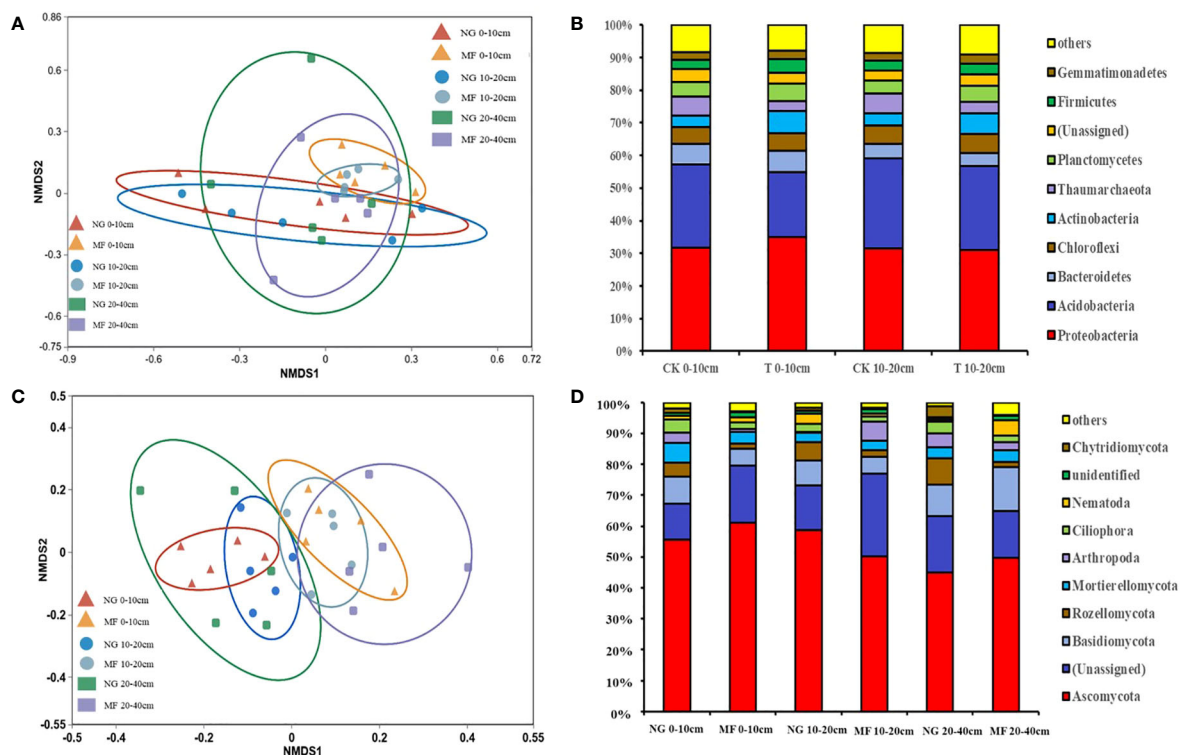 A
0.86
0.6
0.3
0
-0.3
-0.6
-0.75
-0.9
-0.6
-0.3
0
0.3
0.6
0.72
NMDS2
NMDS1
NG 0-10cm
MF 0-10cm
NG 10-20cm
MF 10-20cm
NG 20-40cm
MF 20-40cm
NG 0-10cm
MF 0-10cm
NG 10-20cm
MF 10-20cm
NG 20-40cm
MF 20-40cm
B
100%
90%
80%
70%
60%
50%
40%
30%
20%
10%
0%
CK 0-10cm
T 0-10cm
CK 10-20cm
T 10-20cm
others
Gemmatimonadetes
Firmicutes
(Unassigned)
Planctomycetes
Thaumarchaeota
Actinobacteria
Chloroflexi
Bacteroidetes
Acidobacteria
Proteobacteria
C
0.5
0.4
0.2
0
-0.2
-0.4
-0.55
-0.5
-0.4
-0.2
0
0.2
0.4
0.55
NMDS2
NMDS1
NG 0-10cm
MF 0-10cm
NG 10-20cm
MF 10-20cm
NG 20-40cm
MF 20-40cm
D
100%
90%
80%
70%
60%
50%
40%
30%
20%
10%
0%
NG 0-10cm
MF 0-10cm
NG 10-20cm
MF 10-20cm
NG 20-40cm
MF 20-40cm
others
Chytridiomycota
unidentified
Nematoda
Ciliophora
Arthropoda
Mortierellomycota
Rozellomycota
Basidiomycota
(Unassigned)
Ascomycota